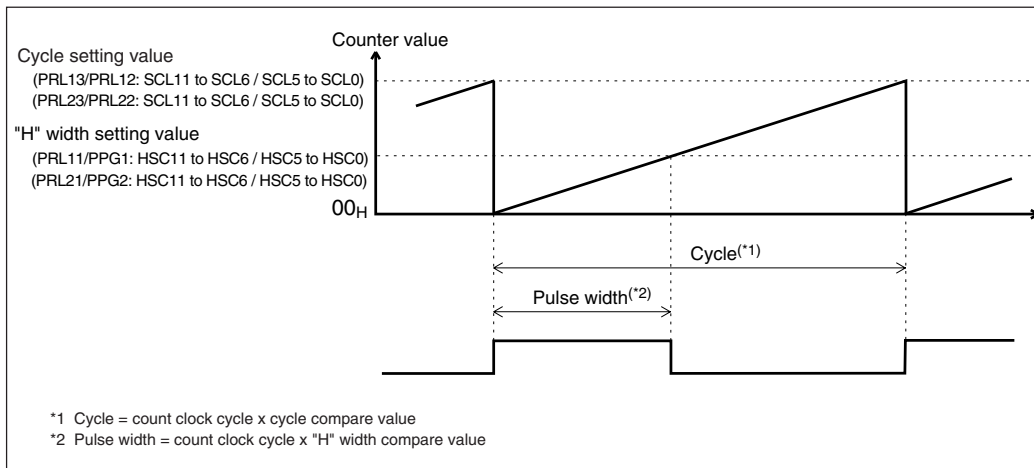 Counter value
Cycle setting value
(PRL13/PRL12: SCL11 to SCL6 / SCL5 to SCL0)
(PRL23/PRL22: SCL11 to SCL6 / SCL5 to SCL0)
"H" width setting value
(PRL11/PPG1: HSC11 to HSC6 / HSC5 to HSC0)
(PRL21/PPG2: HSC11 to HSC6 / HSC5 to HSC0)
00H
Cycle(*1)
Pulse width(*2)
*1 Cycle = count clock cycle x cycle compare value
*2 Pulse width = count clock cycle x "H" width compare value